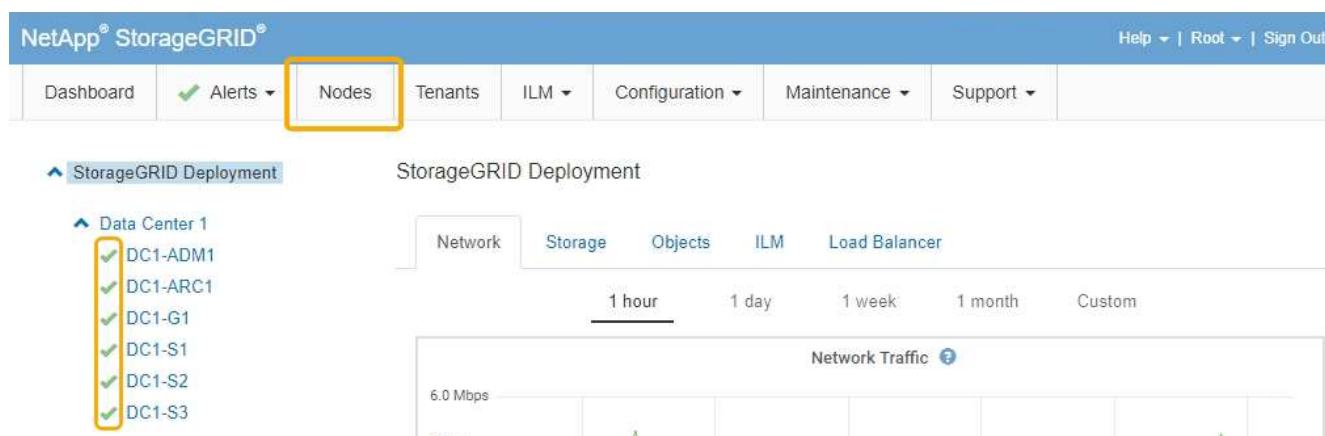 NetApp® StorageGRID®
Help | Root | Sign Out
Dashboard Alerts Nodes Tenants ILM Configuration Maintenance Support
StorageGRID Deployment
StorageGRID Deployment
Data Center 1
DC1-ADM1
DC1-ARC1
DC1-G1
DC1-S1
DC1-S2
DC1-S3
Network Storage Objects ILM Load Balancer
1 hour 1 day 1 week 1 month Custom
Network Traffic ?
6.0 Mbps